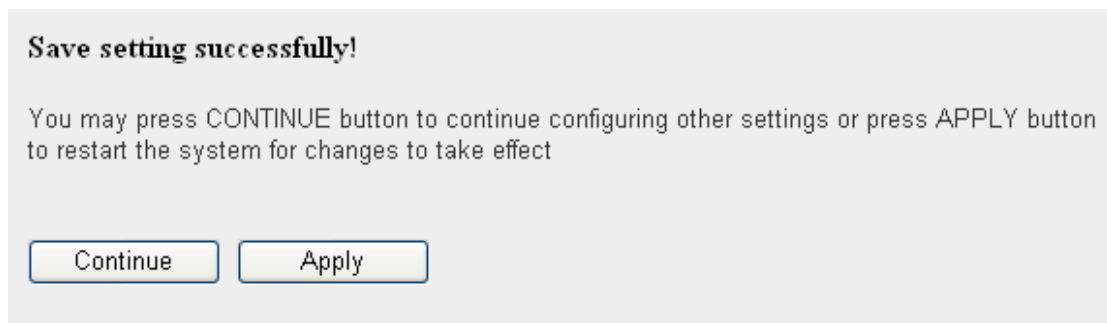 Save setting successfully!
You may press CONTINUE button to continue configuring other settings or press APPLY button
to restart the system for changes to take effect
Continue Apply